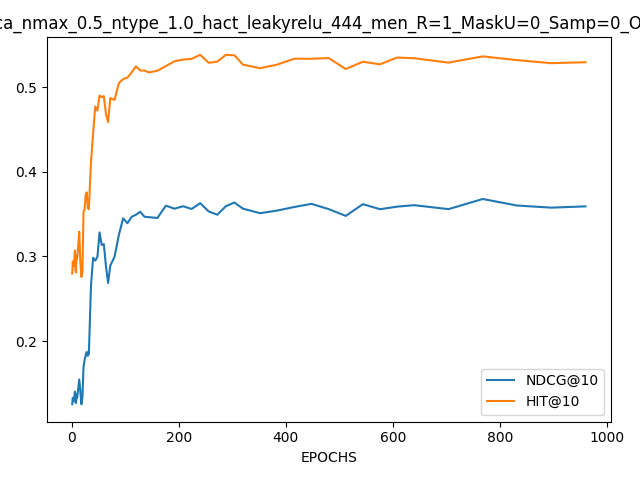 ca_nmax_0.5_ntype_1.0_hact_leakyrelu_444_men_R=1_MaskU=0_Samp=0_O
0.5
0.4
0.3
0.2
NDCG@10
HIT@10
0 200 400 600 800 1000
EPOCHS